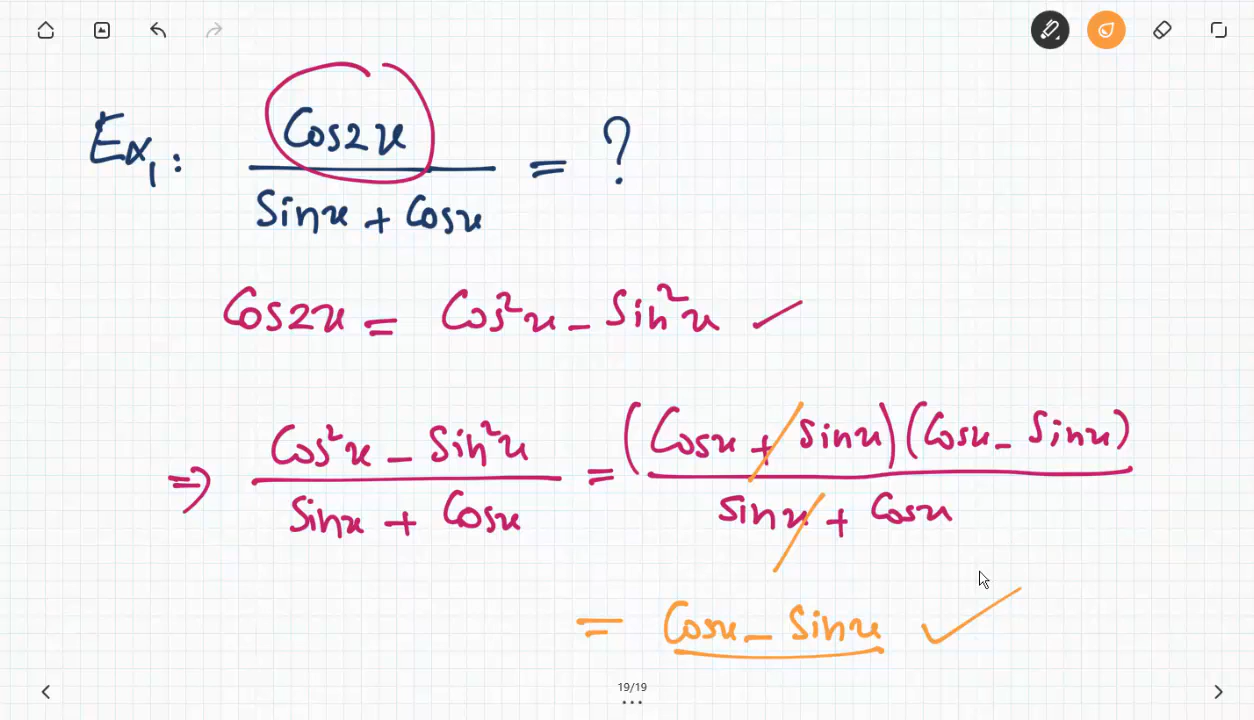 Ex₁: Cos2x / Sinx + Cosx = ?
Cos2x = Cos²x - Sin²x ✓
⇒ Cos²x - Sin²x / Sinx + Cosx = (Cosx + Sinx)(Cosx - Sinx) / Sinx + Cosx
= Cosx - Sinx ✓
19/19